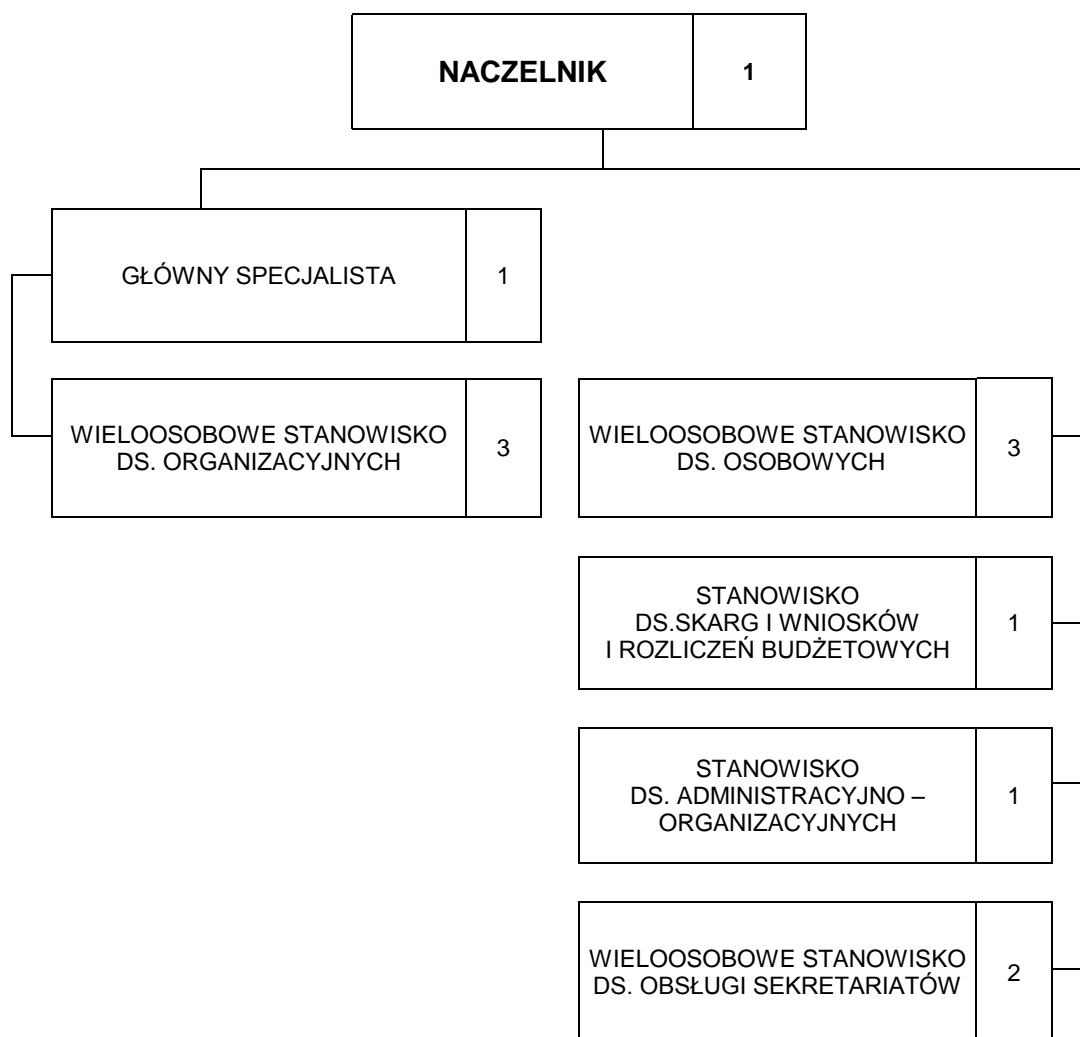 NACZELNIK 1
GŁÓWNY SPECJALISTA 1
WIELOOSOBOWE STANOWISKO
DS. ORGANIZACYJNYCH
3
WIELOOSOBOWE STANOWISKO
DS. OSOBOWYCH
3
STANOWISKO
DS.SKARG I WNIOSKÓW
I ROZLICZEŃ BUDŻETOWYCH
1
STANOWISKO
DS. ADMINISTRACYJNO –
ORGANIZACYJNYCH
1
WIELOOSOBOWE STANOWISKO
DS. OBSŁUGI SEKRETARIATÓW
2